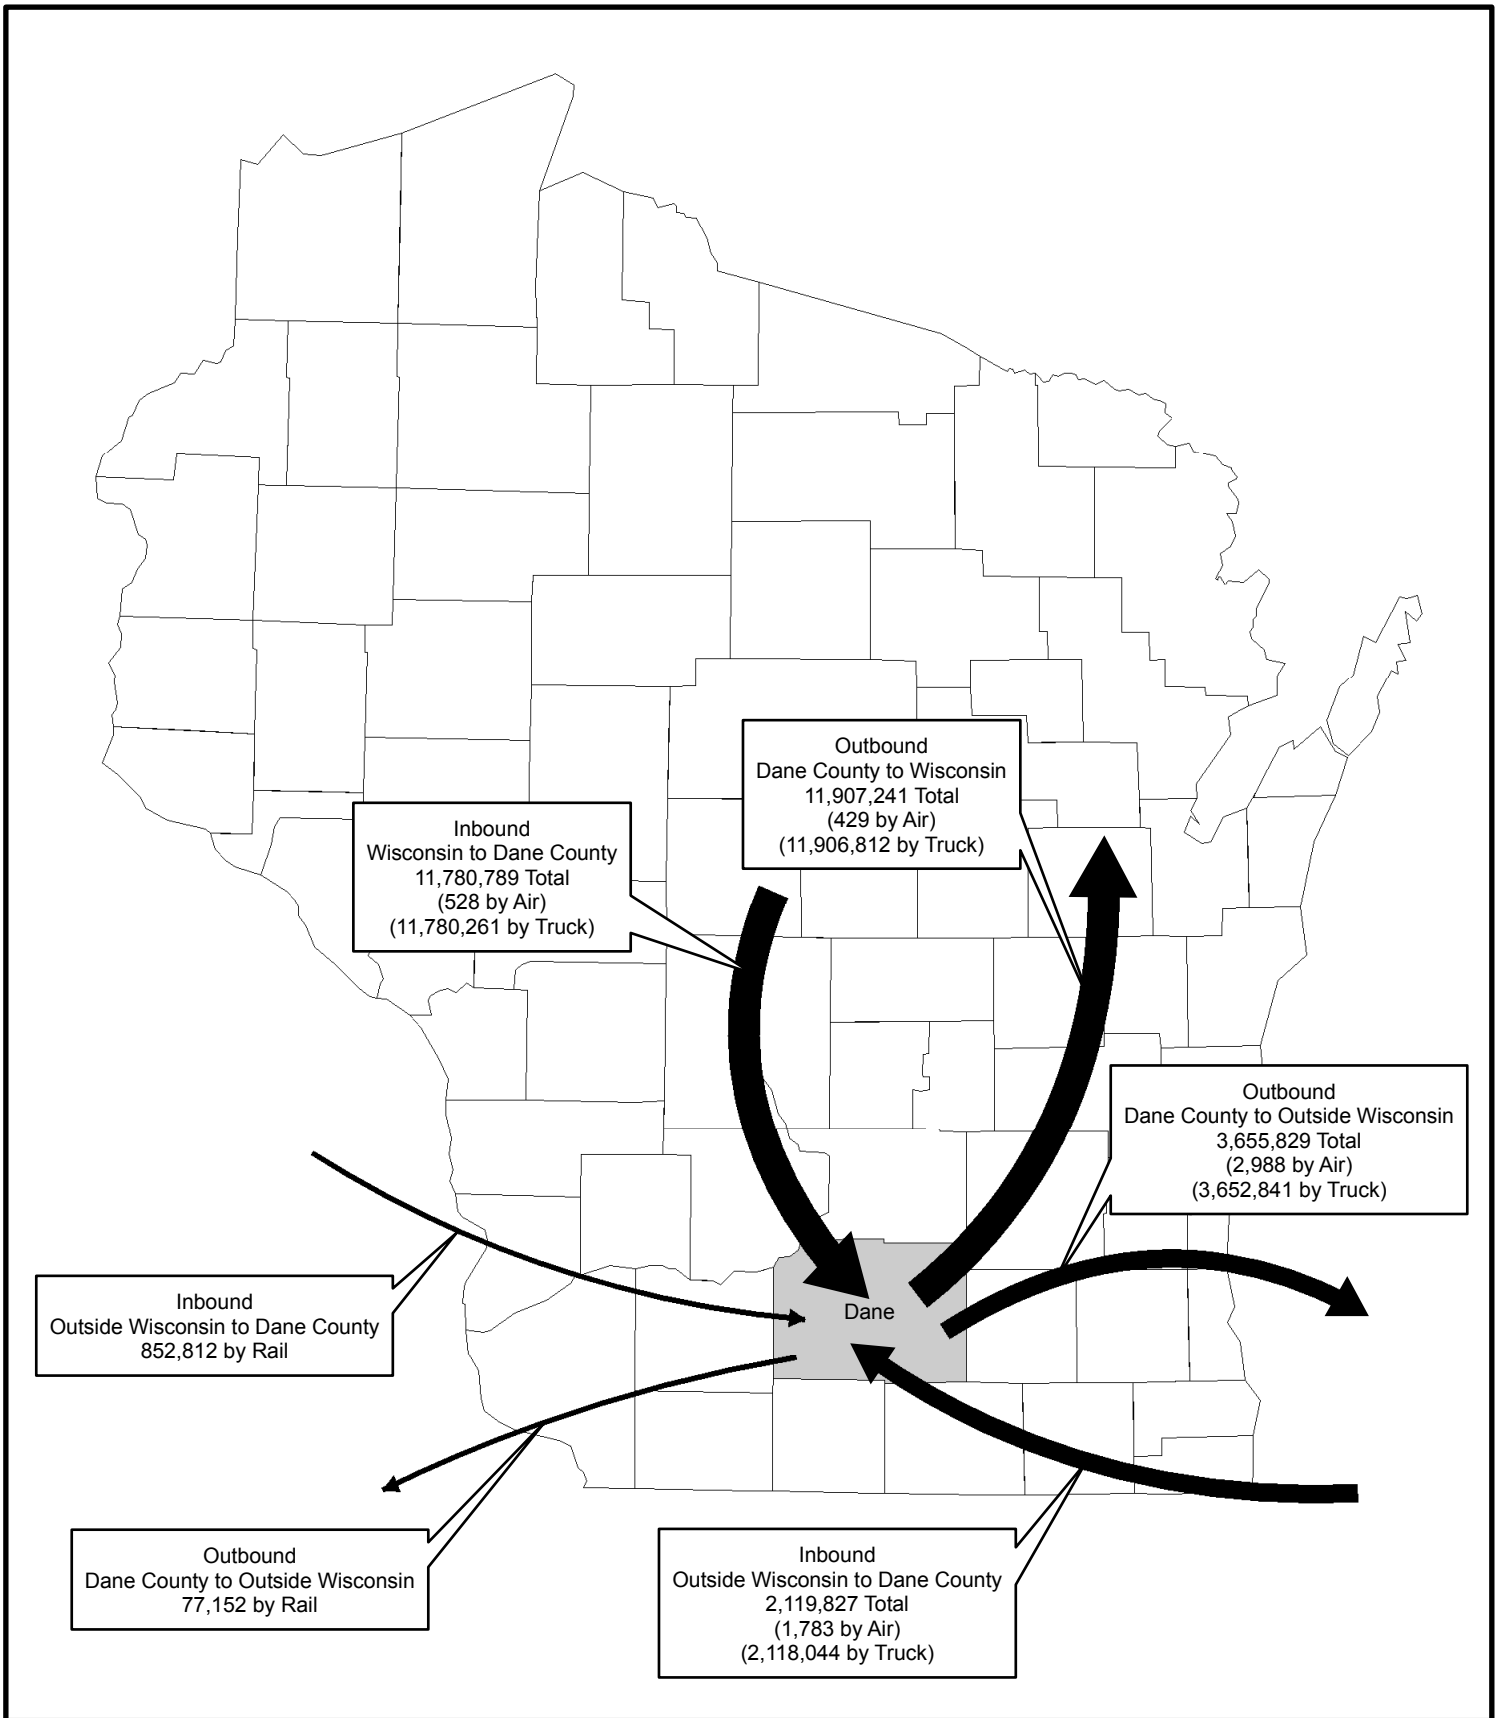 Outbound
Dane County to Wisconsin
11,907,241 Total
(429 by Air)
(11,906,812 by Truck)
Inbound
Wisconsin to Dane County
11,780,789 Total
(528 by Air)
(11,780,261 by Truck)
Outbound
Dane County to Outside Wisconsin
3,655,829 Total
(2,988 by Air)
(3,652,841 by Truck)
Inbound
Outside Wisconsin to Dane County
852,812 by Rail
Dane
Outbound
Dane County to Outside Wisconsin
77,152 by Rail
Inbound
Outside Wisconsin to Dane County
2,119,827 Total
(1,783 by Air)
(2,118,044 by Truck)